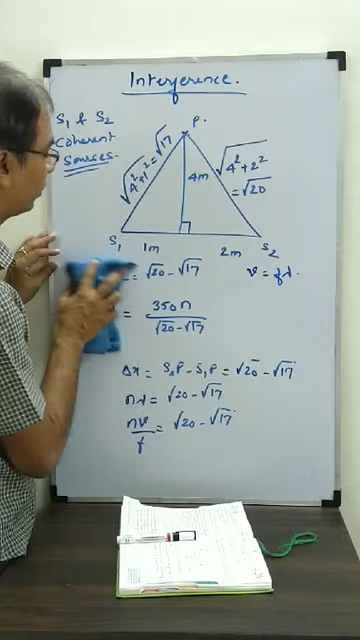 Interference.
S₁ & S₂
Coherent
Sources.
P.
√4²+1² = √17
4m
√4²+2²
= √20
S₁
1m
2m
S₂
= √20 - √17
v = fλ.
= 350n / √20 - √17
Δx = S₂P - S₁P = √20 - √17
nλ = √20 - √17
nv / f = √20 - √17